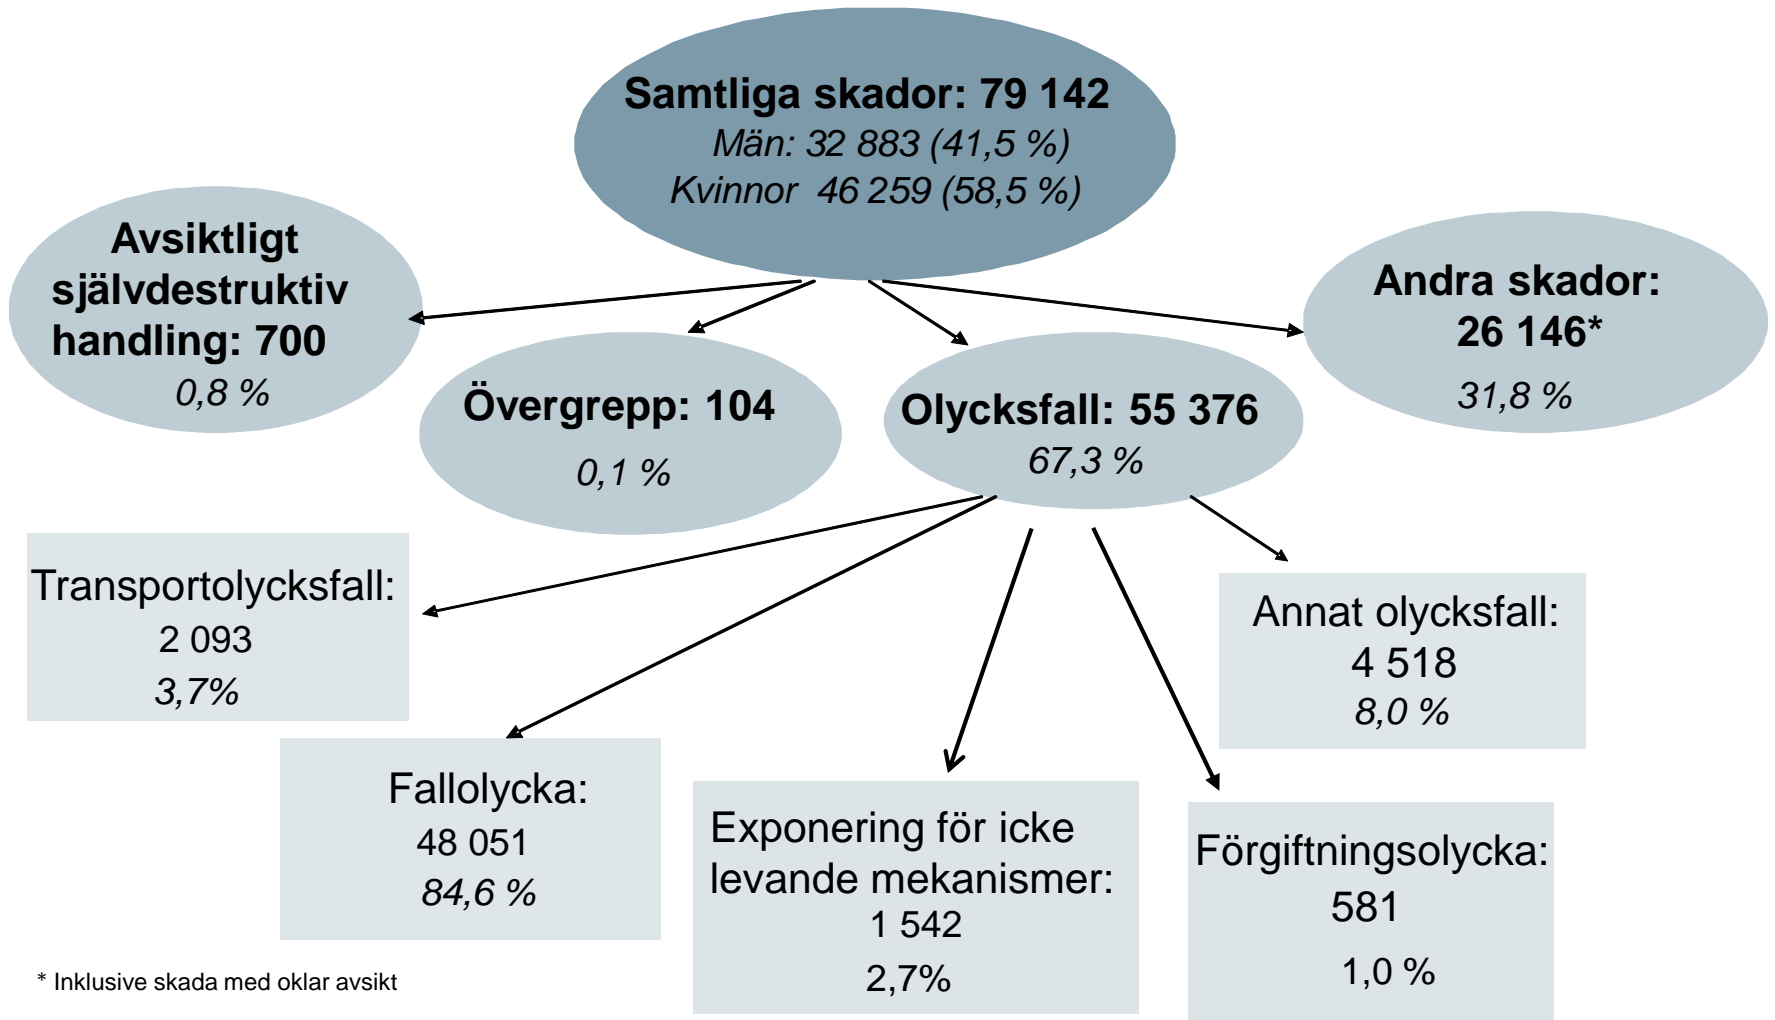 Samtliga skador: 79 142
Män: 32 883 (41,5 %)
Kvinnor 46 259 (58,5 %)
Avsiktligt
självdestruktiv
handling: 700
0,8 %
Övergrepp: 104
0,1 %
Olycksfall: 55 376
67,3 %
Andra skador:
26 146*
31,8 %
Transportolycksfall:
2 093
3,7%
Fallolycka:
48 051
84,6 %
Exponering för icke
levande mekanismer:
1 542
2,7%
Förgiftningsolycka:
581
1,0 %
Annat olycksfall:
4 518
8,0 %
* Inklusive skada med oklar avsikt